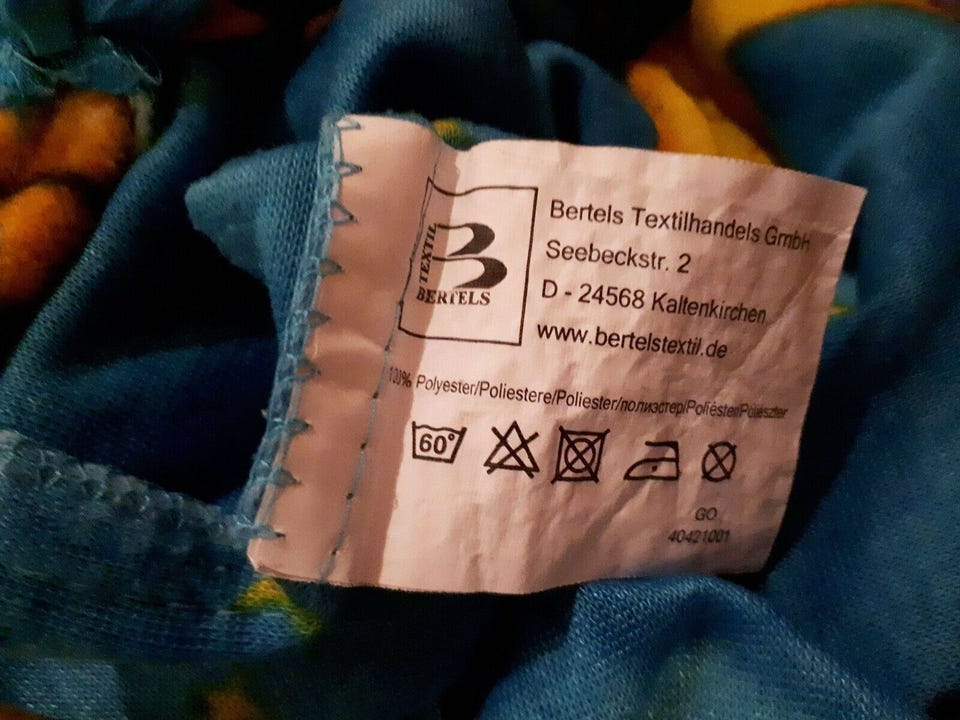 TEXTIL
B
BERTELS
Bertels Textilhandels GmbH
Seebeckstr. 2
D - 24568 Kaltenkirchen
www.bertelstextil.de
100% Polyester/Poliestere/Poliester/полиэстер/Poliéster/Poliészter
60°
GO
40421001